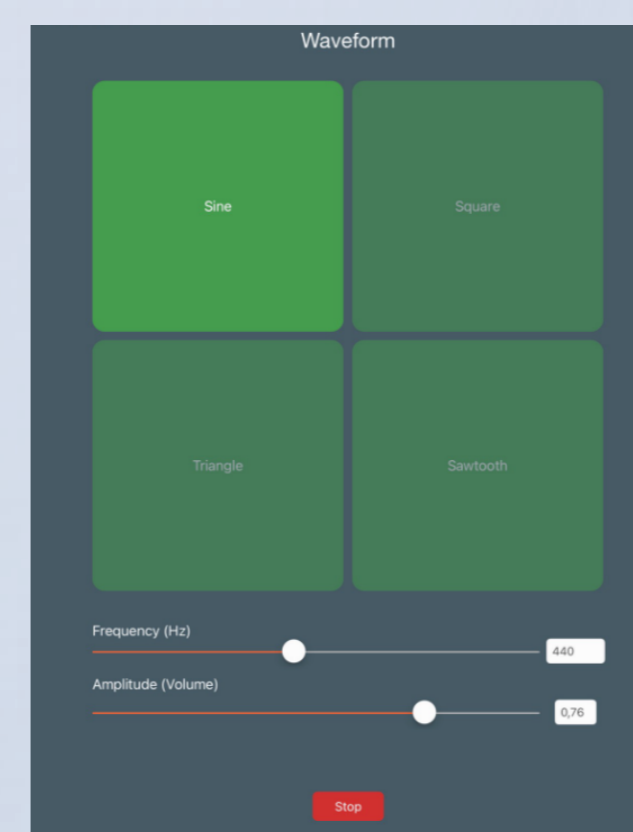 Waveform
Sine
Square
Triangle
Sawtooth
Frequency (Hz)
440
Amplitude (Volume)
0,76
Stop